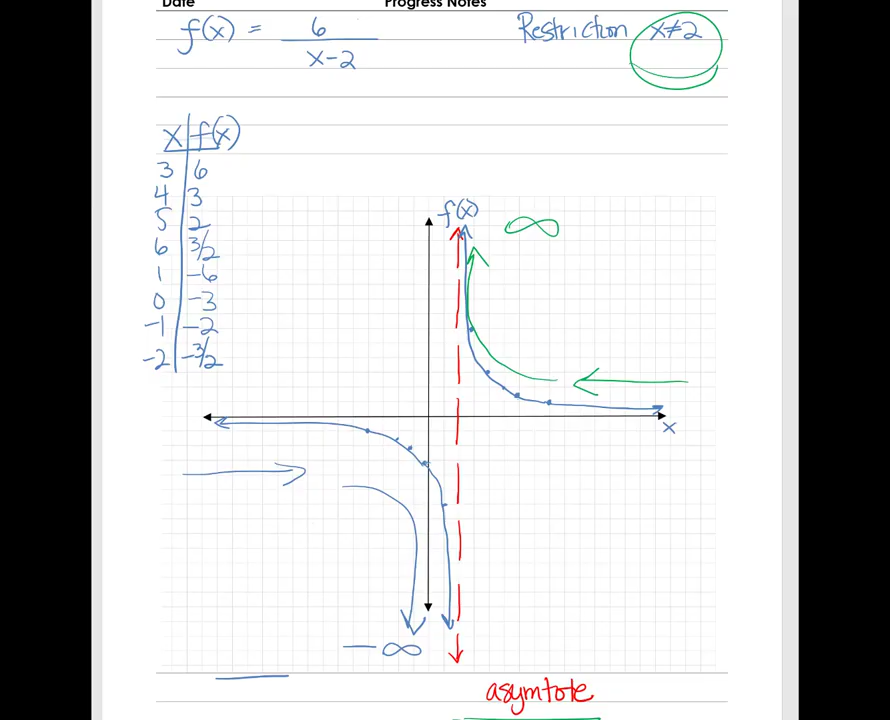 Date Progress Notes
f(x) = 6 / x-2 Restriction x≠2
x | f(x)
3 | 6
4 | 3
5 | 2
6 | 3/2
1 | -6
0 | -3
-1 | -2
-2 | -3/2
f(x) ∞
x
-∞
asymtote